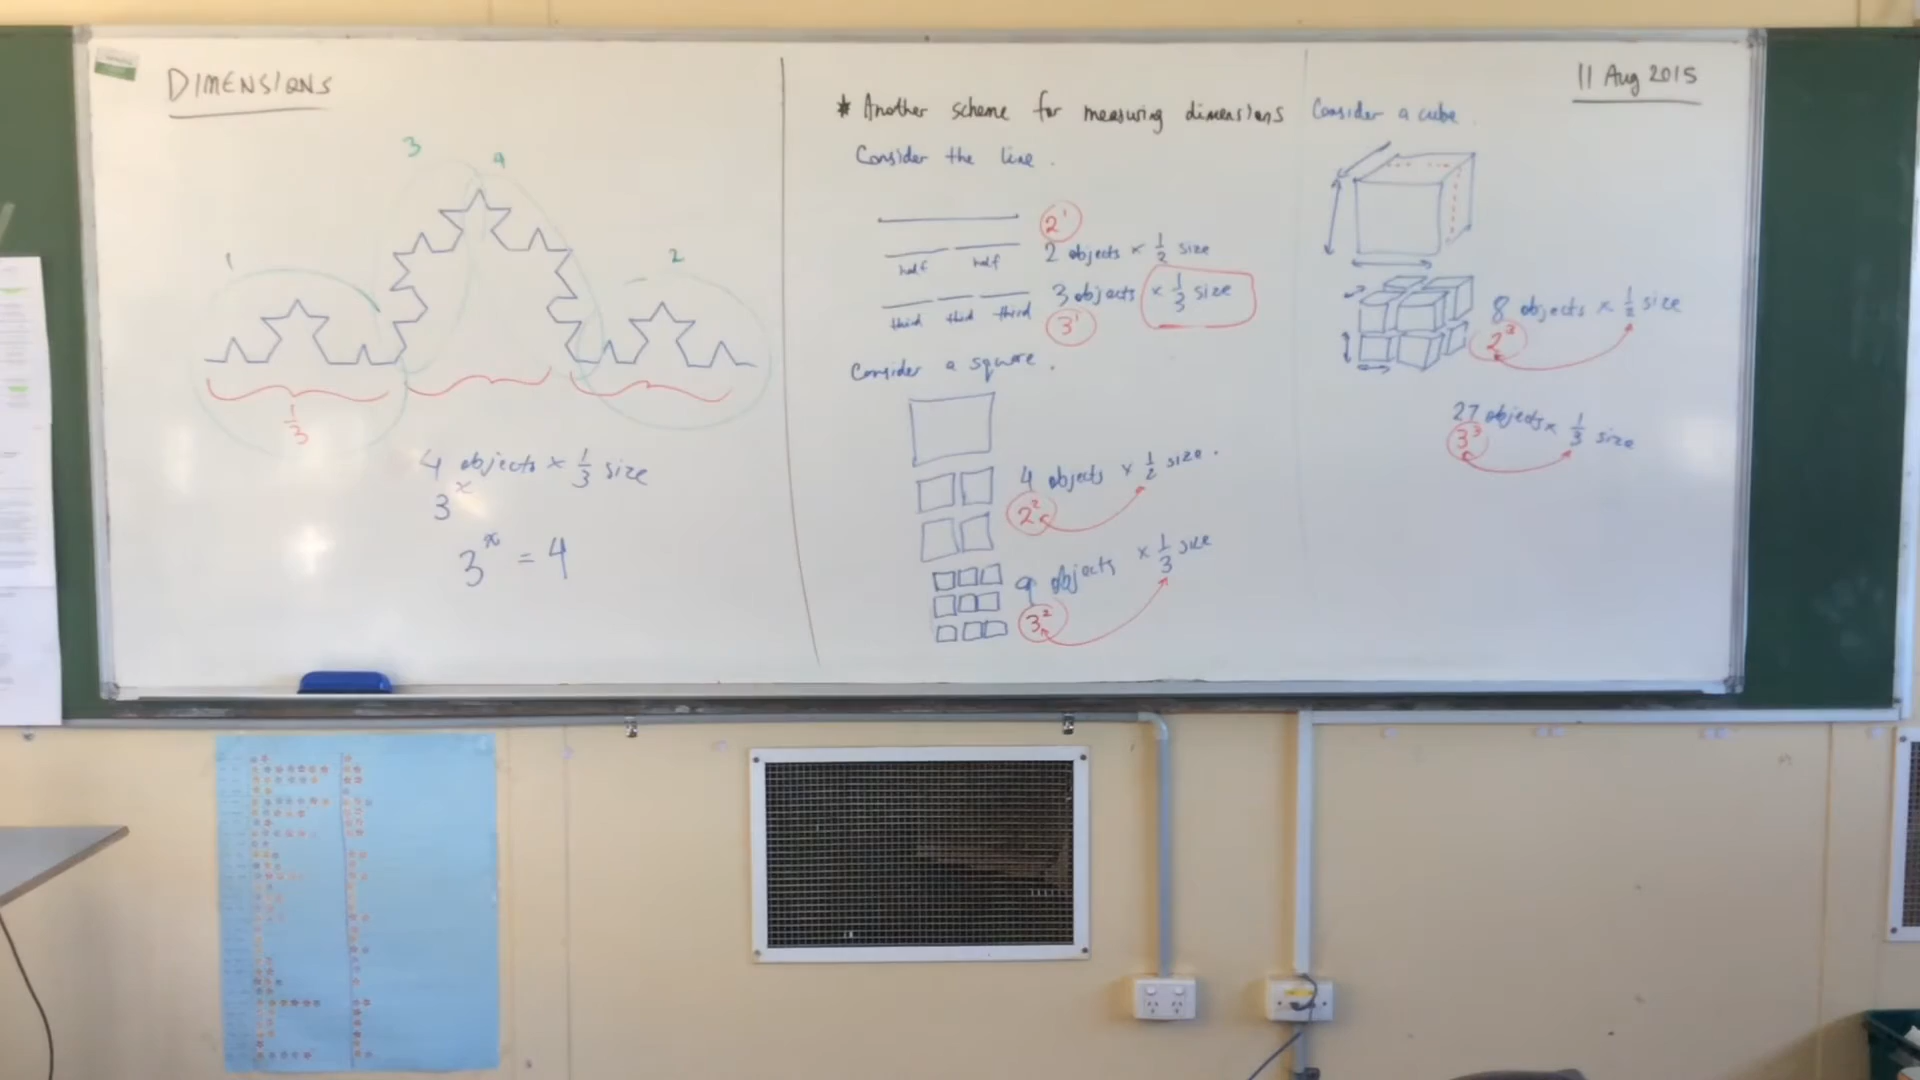 DIMENSIONS
3 4
1
2
1/3
4 objects × 1/3 size
3^x
3^x = 4
* Another scheme for measuring dimensions
Consider the line.
2^1
2 objects × 1/2 size
half half
3 objects × 1/3 size
third third third
3^1
Consider a square.
4 objects × 1/2 size.
2^2
9 objects × 1/3 size
3^2
11 Aug 2015
Consider a cube.
8 objects × 1/2 size
2^3
27 objects × 1/3 size
3^3